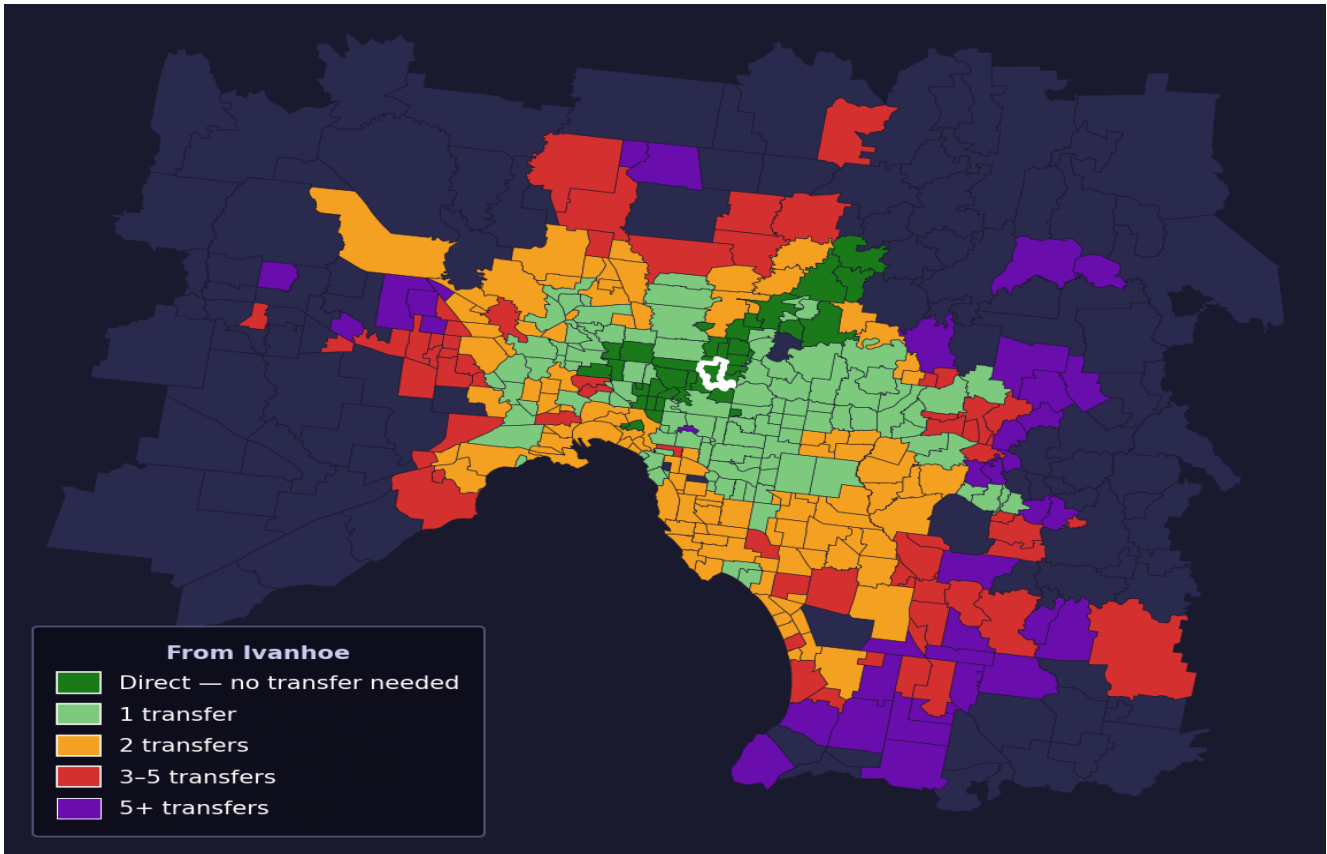 From Ivanhoe
Direct — no transfer needed
1 transfer
2 transfers
3–5 transfers
5+ transfers